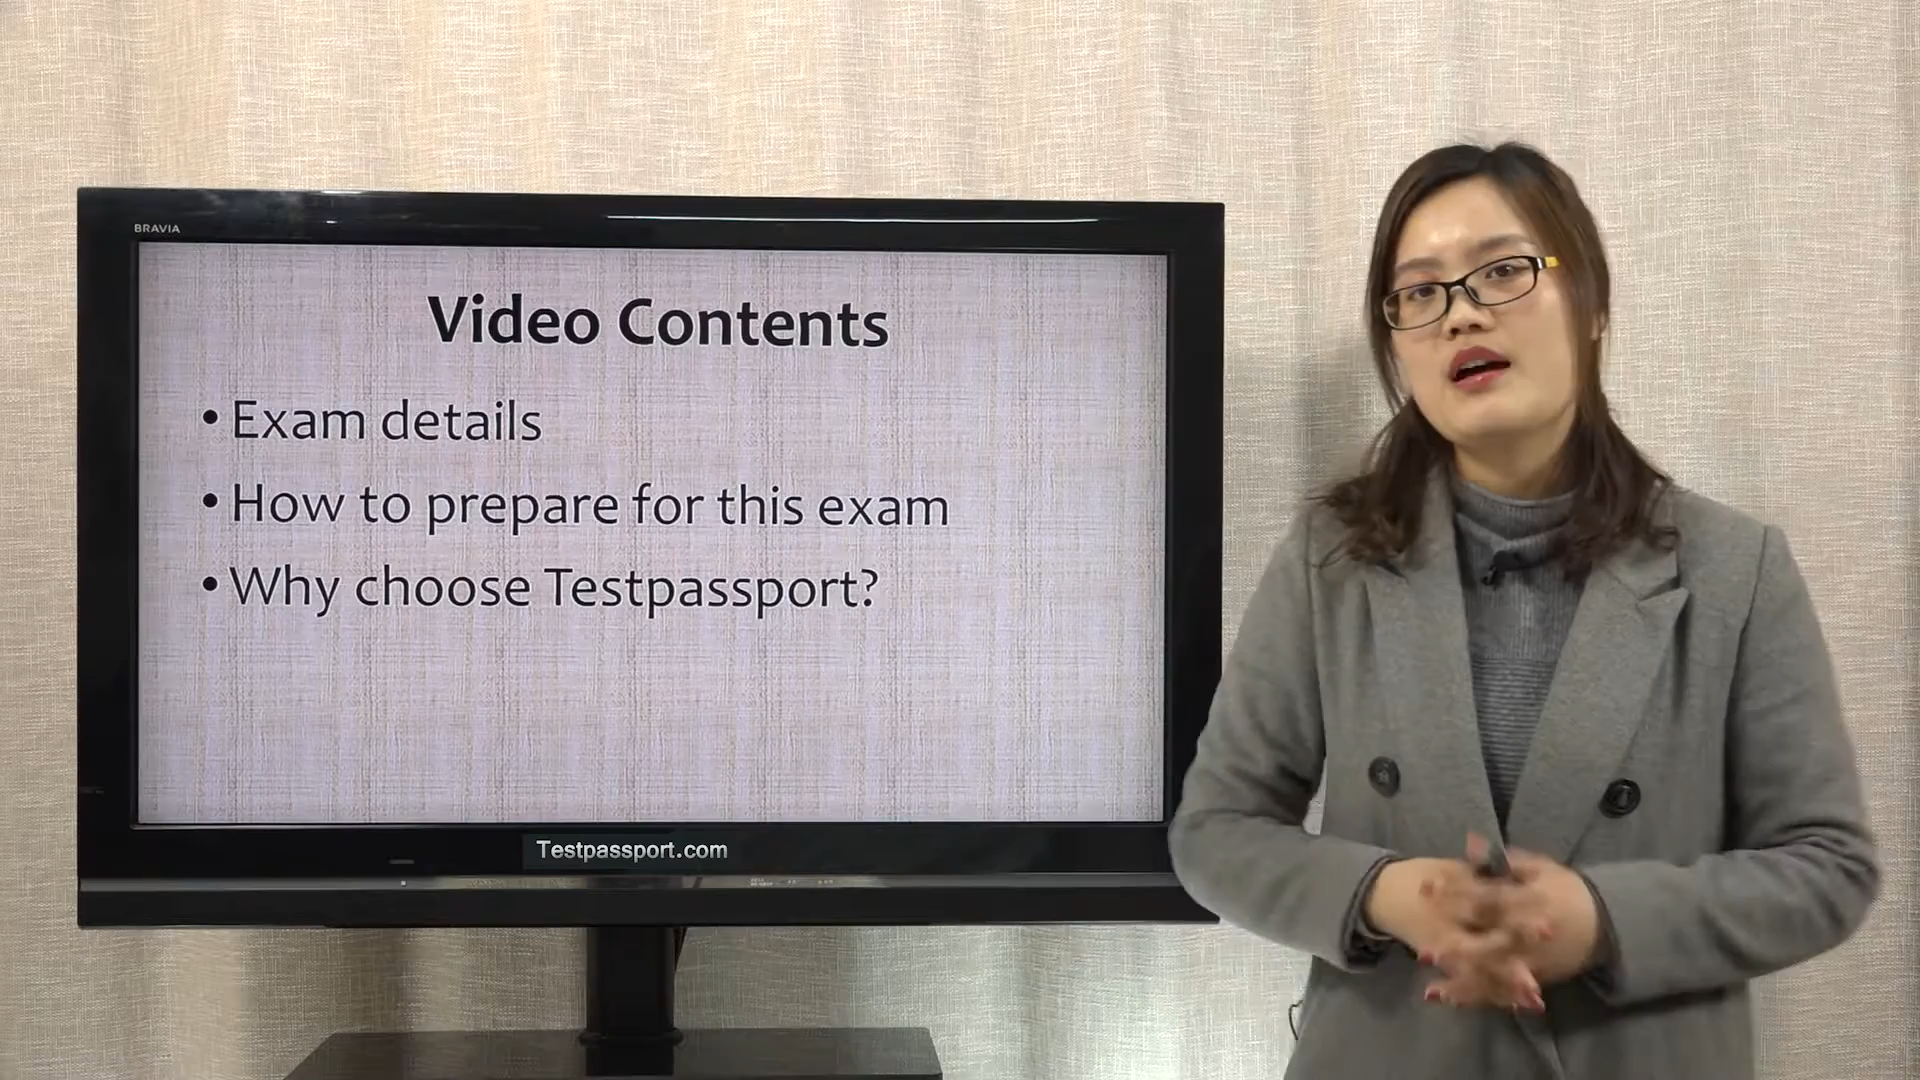 BRAVIA
Video Contents
• Exam details
• How to prepare for this exam
• Why choose Testpassport?
Testpassport.com